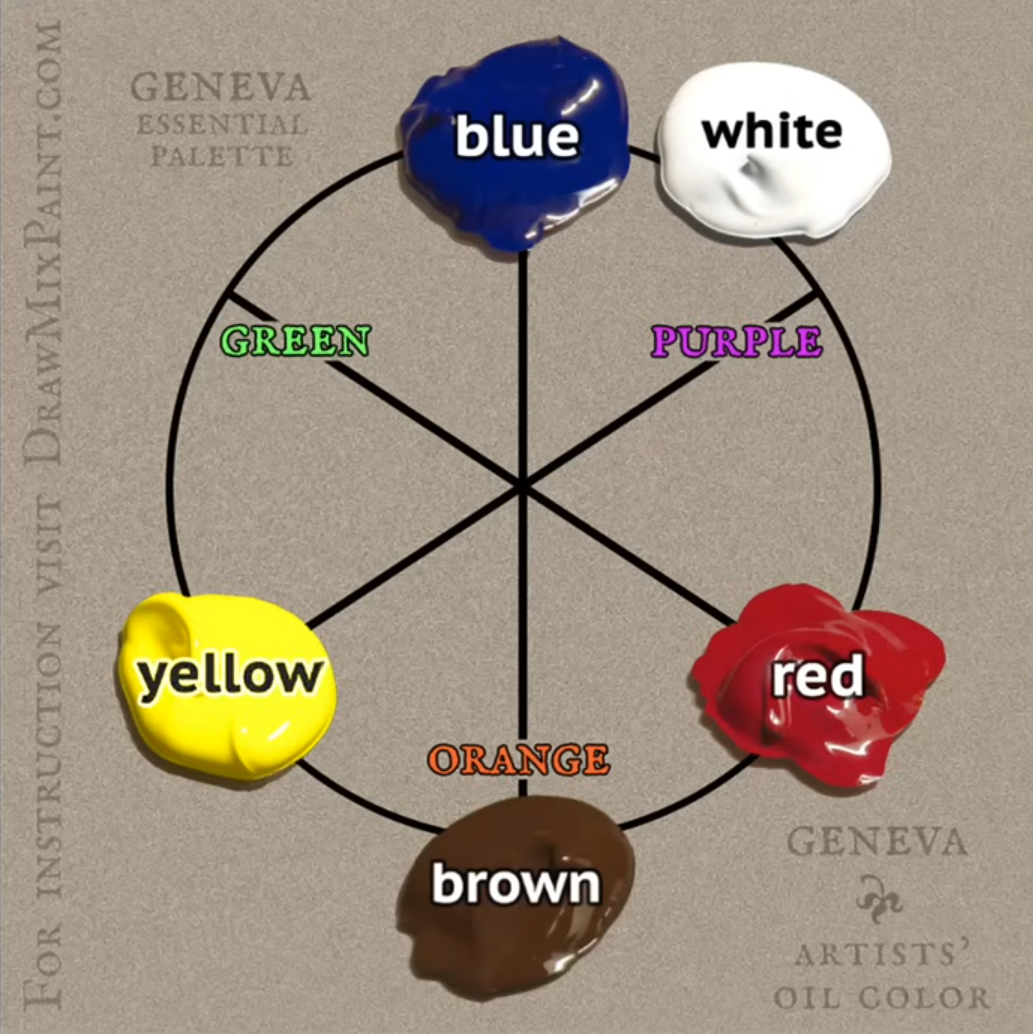 FOR INSTRUCTION VISIT DRAWMIXPAINT.COM
GENEVA
ESSENTIAL
PALETTE
blue
white
GREEN
PURPLE
yellow
red
ORANGE
brown
GENEVA
ARTISTS'
OIL COLOR